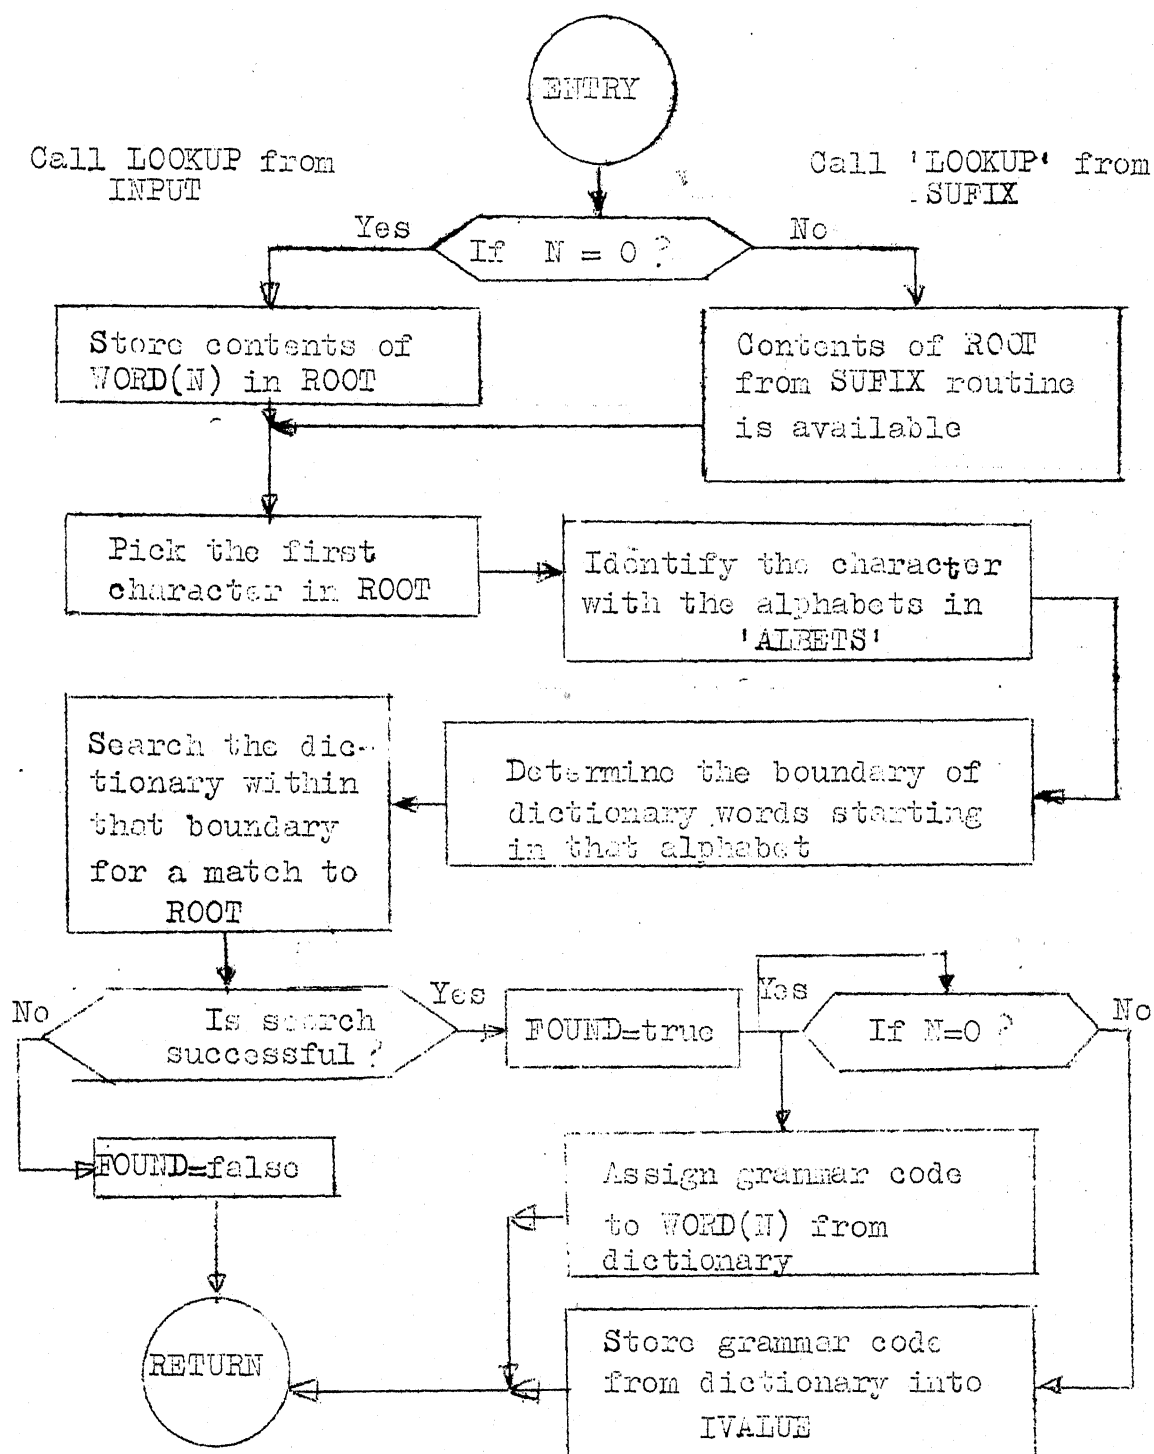 ENTRY
Call LOOKUP from
INPUT
Call 'LOOKUP' from
SUFIX
Yes
If N = 0 ?
No
Store contents of
WORD(N) in ROOT
Contents of ROOT
from SUFIX routine
is available
Pick the first
character in ROOT
Identify the character
with the alphabets in
'ALBETS'
Search the dic-
tionary within
that boundary
for a match to
ROOT
Determine the boundary of
dictionary words starting
in that alphabet
No
Is search
successful?
Yes
FOUND=true
Yes
If N=0 ?
No
FOUND=false
Assign grammar code
to WORD(N) from
dictionary
RETURN
Store grammar code
from dictionary into
IVALUE